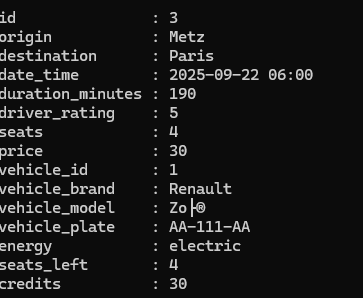 id : 3
origin : Metz
destination : Paris
date_time : 2025-09-22 06:00
duration_minutes : 190
driver_rating : 5
seats : 4
price : 30
vehicle_id : 1
vehicle_brand : Renault
vehicle_model : Zo├®
vehicle_plate : AA-111-AA
energy : electric
seats_left : 4
credits : 30